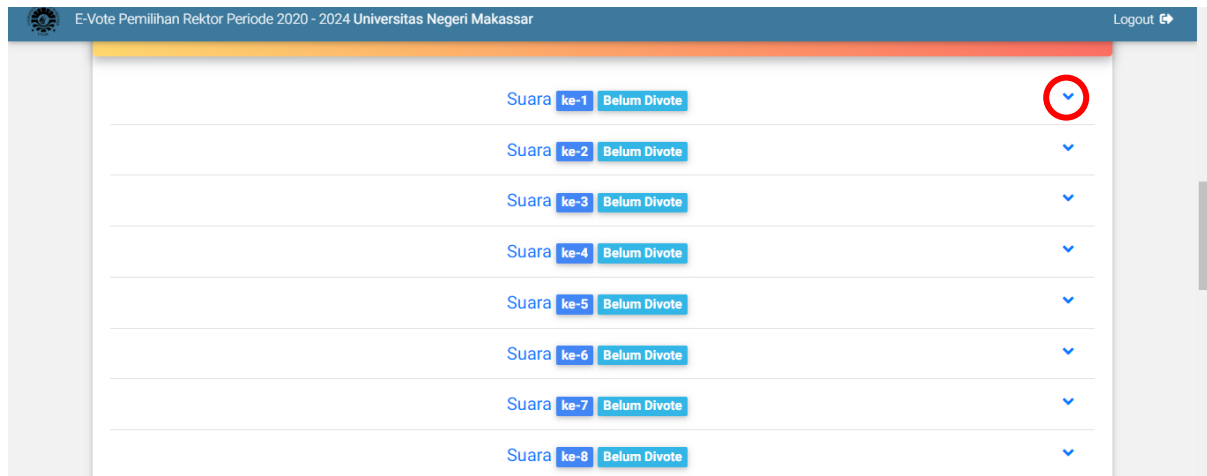 E-Vote Pemilihan Rektor Periode 2020 - 2024 Universitas Negeri Makassar Logout
Suara ke-1 Belum Divote
Suara ke-2 Belum Divote
Suara ke-3 Belum Divote
Suara ke-4 Belum Divote
Suara ke-5 Belum Divote
Suara ke-6 Belum Divote
Suara ke-7 Belum Divote
Suara ke-8 Belum Divote